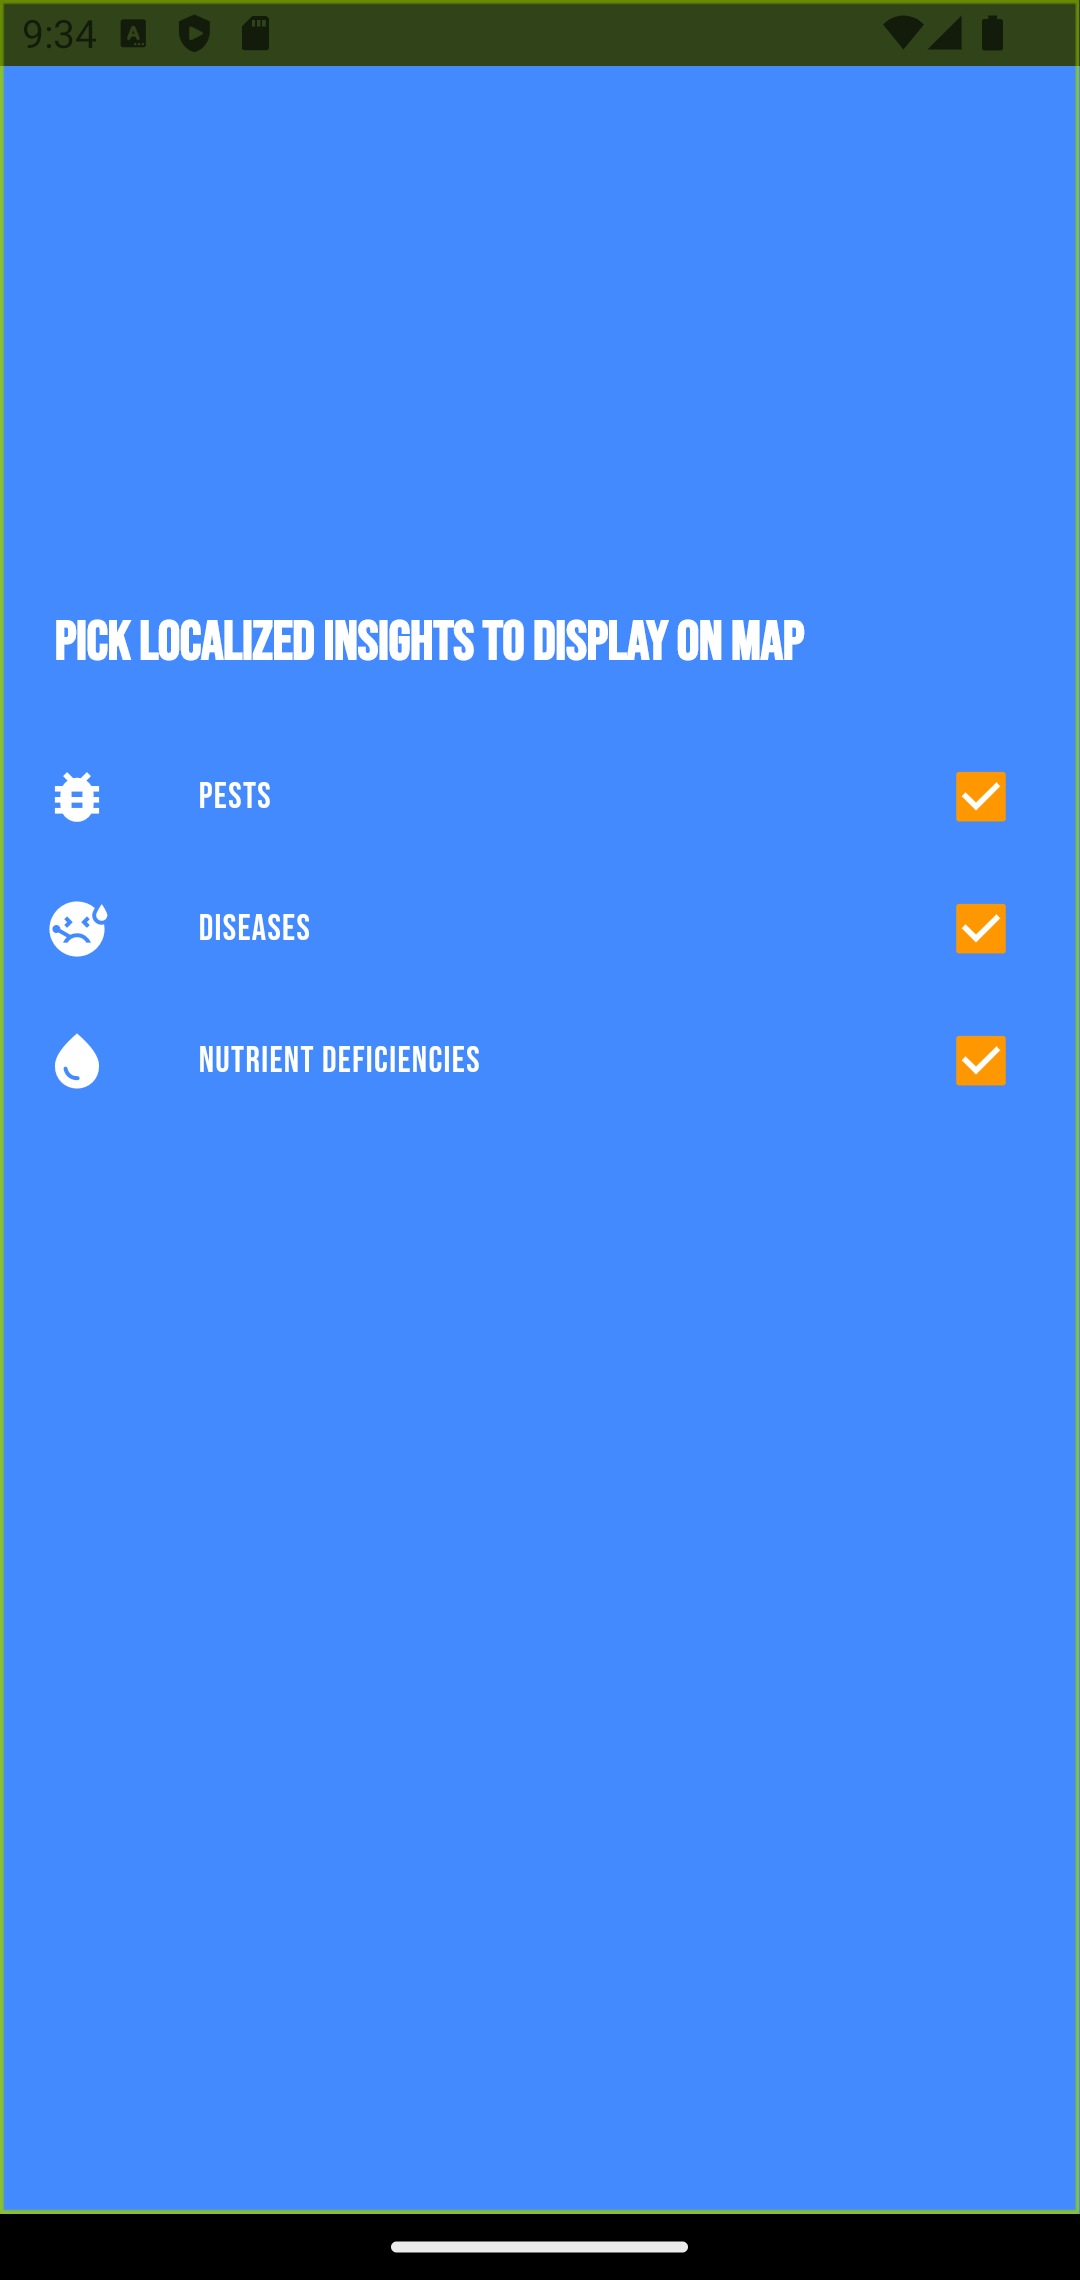 9:34
PICK LOCALIZED INSIGHTS TO DISPLAY ON MAP
PESTS
DISEASES
NUTRIENT DEFICIENCIES